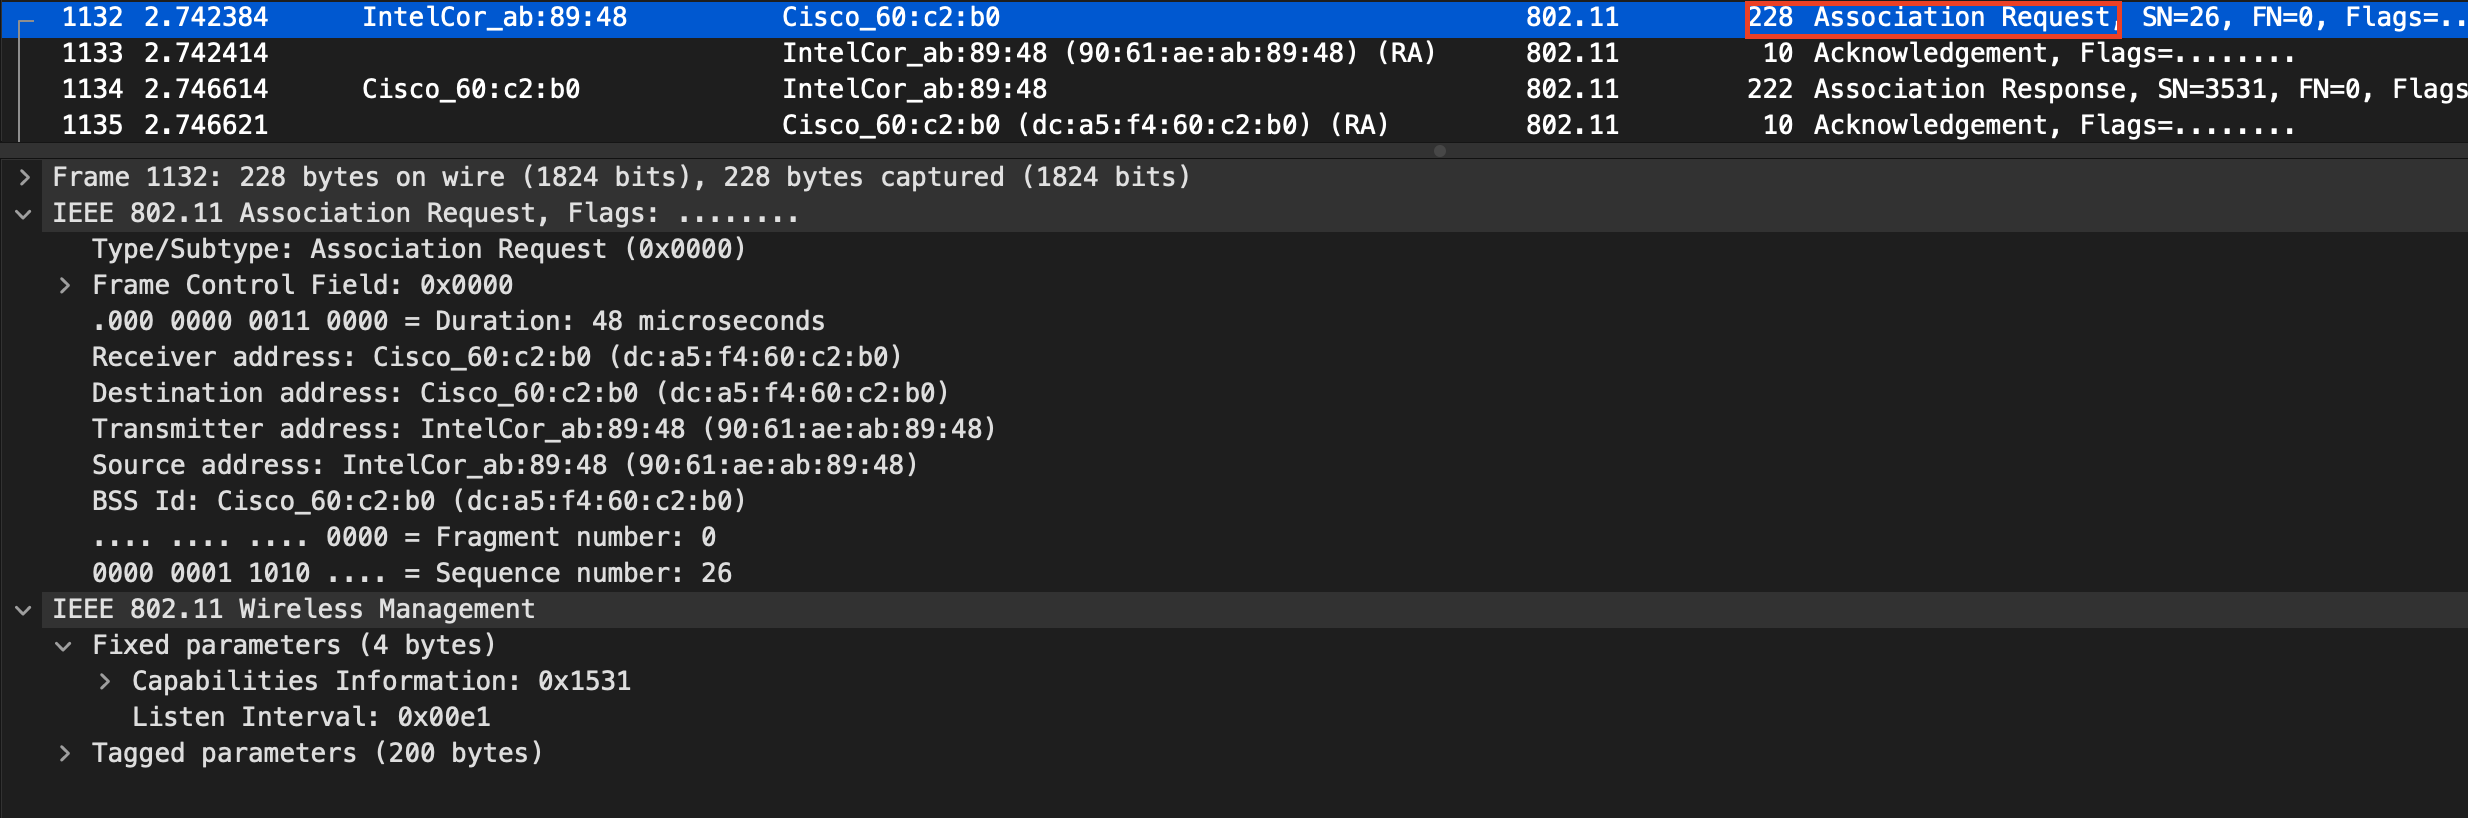 1132 2.742384 IntelCor_ab:89:48 Cisco_60:c2:b0 802.11 228 Association Request, SN=26, FN=0, Flags=..
1133 2.742414 IntelCor_ab:89:48 (90:61:ae:ab:89:48) (RA) 802.11 10 Acknowledgement, Flags=........
1134 2.746614 Cisco_60:c2:b0 IntelCor_ab:89:48 802.11 222 Association Response, SN=3531, FN=0, Flags
1135 2.746621 Cisco_60:c2:b0 (dc:a5:f4:60:c2:b0) (RA) 802.11 10 Acknowledgement, Flags=........
Frame 1132: 228 bytes on wire (1824 bits), 228 bytes captured (1824 bits)
IEEE 802.11 Association Request, Flags: ........
Type/Subtype: Association Request (0x0000)
Frame Control Field: 0x0000
.000 0000 0011 0000 = Duration: 48 microseconds
Receiver address: Cisco_60:c2:b0 (dc:a5:f4:60:c2:b0)
Destination address: Cisco_60:c2:b0 (dc:a5:f4:60:c2:b0)
Transmitter address: IntelCor_ab:89:48 (90:61:ae:ab:89:48)
Source address: IntelCor_ab:89:48 (90:61:ae:ab:89:48)
BSS Id: Cisco_60:c2:b0 (dc:a5:f4:60:c2:b0)
.... .... .... 0000 = Fragment number: 0
0000 0001 1010 .... = Sequence number: 26
IEEE 802.11 Wireless Management
Fixed parameters (4 bytes)
Capabilities Information: 0x1531
Listen Interval: 0x00e1
Tagged parameters (200 bytes)